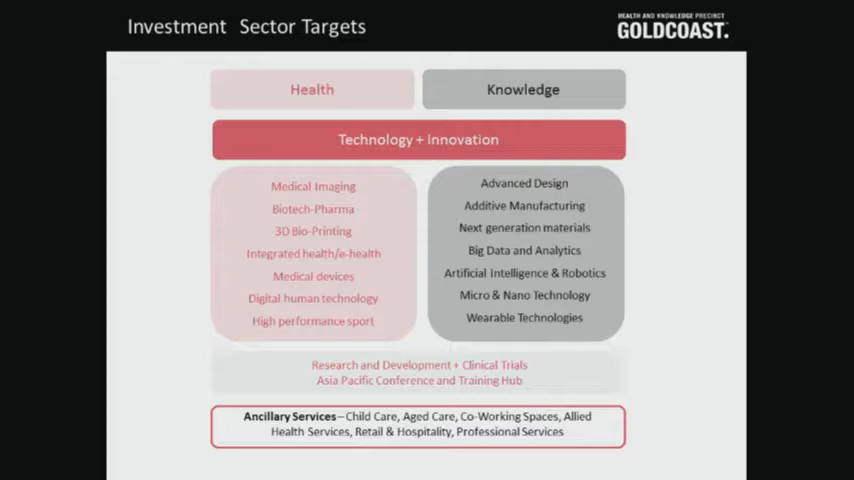 Investment Sector Targets
HEALTH AND KNOWLEDGE PRECINCT
GOLDCOAST.
Health
Knowledge
Technology + Innovation
Medical Imaging
Biotech-Pharma
3D Bio-Printing
Integrated health/e-health
Medical devices
Digital human technology
High performance sport
Advanced Design
Additive Manufacturing
Next generation materials
Big Data and Analytics
Artificial Intelligence & Robotics
Micro & Nano Technology
Wearable Technologies
Research and Development + Clinical Trials
Asia Pacific Conference and Training Hub
Ancillary Services – Child Care, Aged Care, Co-Working Spaces, Allied
Health Services, Retail & Hospitality, Professional Services